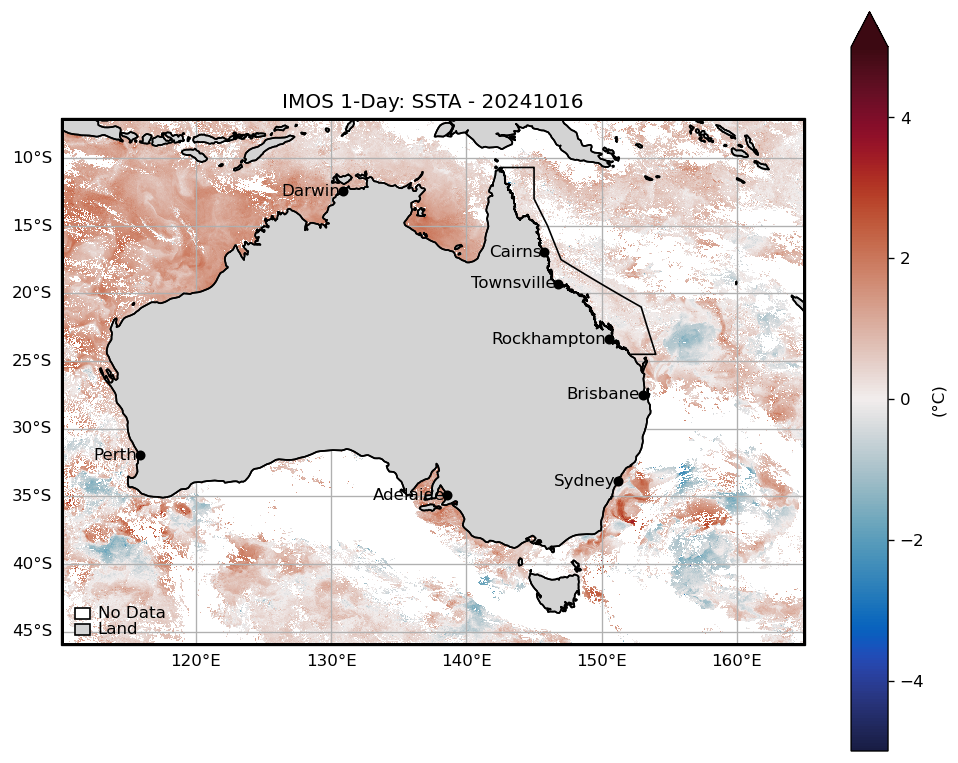 IMOS 1-Day: SSTA - 20241016
10°S
15°S
20°S
25°S
30°S
35°S
40°S
45°S
Darwin
Cairns
Townsville
Rockhampton
Brisbane
Perth
Sydney
Adelaide
No Data
Land
120°E
130°E
140°E
150°E
160°E
4
2
0
−2
−4
(°C)